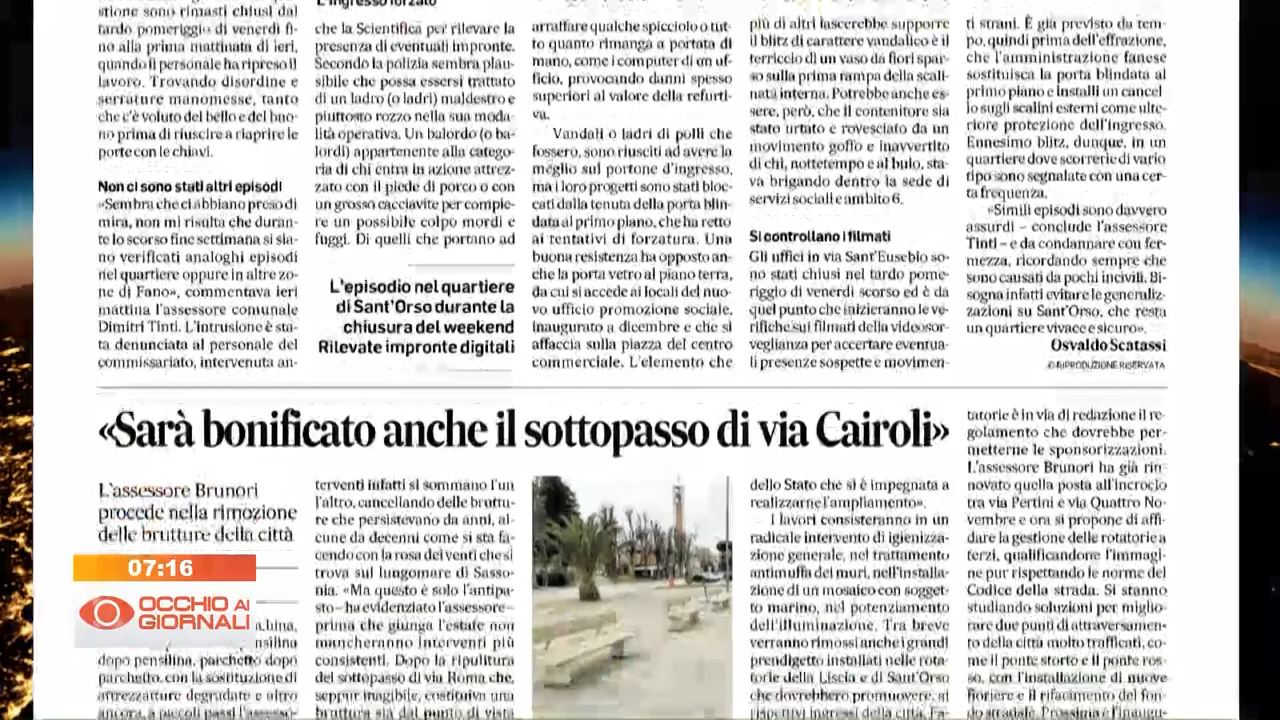 zione sono rimasti chiusi dal
tardo pomeriggio di venerdì fi-
no alla prima mattinata di ieri,
quando il personale ha ripreso il
lavoro. Trovando disordine e
serrature manomesse, tanto
che c'è voluto del bello e del buo-
no prima di riuscire a riaprire le
porte con le chiavi.
Non ci sono stati altri episodi
«Sembra che ci abbiano preso di
mira, non mi risulta che duran-
te lo scorso fine settimana si sia-
no verificati analoghi episodi
nel quartiere oppure in altre zo-
ne di Fano», commentava ieri
mattina l'assessore comunale
Dimitri Tinti. L'intrusione è sta-
ta denunciata al personale del
commissariato, intervenuta an-
L'ingresso forzato
che la Scientifica per rilevare la
presenza di eventuali impronte.
Secondo la polizia sembra plau-
sibile che possa essersi trattato
di un ladro (o ladri) maldestro e
piuttosto rozzo nella sua moda-
lità operativa. Un balordo (o ba-
lordi) appartenente alla catego-
ria di chi entra in azione attrez-
zato con il piede di porco o con
un grosso cacciavite per compie-
re un possibile colpo mordi e
fuggi. Di quelli che portano ad
L'episodio nel quartiere
di Sant'Orso durante la
chiusura del weekend
Rilevate impronte digitali
arraffare qualche spicciolo o tut-
to quanto rimanga a portata di
mano, come i computer di un uf-
ficio, provocando danni spesso
superiori al valore della refurti-
va.
Vandali o ladri di polli che
fossero, sono riusciti ad avere la
meglio sul portone d'ingresso,
ma i loro progetti sono stati bloc-
cati dalla tenuta della porta blin-
data al primo piano, che ha retto
ai tentativi di forzatura. Una
buona resistenza ha opposto an-
che la porta vetro al piano terra,
da cui si accede ai locali del nuo-
vo ufficio promozione sociale,
inaugurato a dicembre e che si
affaccia sulla piazza del centro
commerciale. L'elemento che
più di altri lascerebbe supporre
il blitz di carattere vandalico è il
terriccio di un vaso da fiori spar-
so sulla prima rampa della scali-
nata interna. Potrebbe anche es-
sere, però, che il contenitore sia
stato urtato e rovesciato da un
movimento goffo e inavvertito
di chi, nottetempo e al buio, sta-
va brigando dentro la sede di
servizi sociali e ambito 6.
Si controllano i filmati
Gli uffici in via Sant'Eusebio so-
no stati chiusi nel tardo pome-
riggio di venerdì scorso ed è da
quel punto che inizieranno le ve-
rifiche sui filmati della videosor-
veglianza per accertare eventua-
li presenze sospette e movimen-
ti strani. È già previsto da tem-
po, quindi prima dell'effrazione,
che l'amministrazione fanese
sostituisca la porta blindata al
primo piano e installi un cancel-
lo sugli scalini esterni come ulte-
riore protezione dell'ingresso.
Ennesimo blitz, dunque, in un
quartiere dove scorrerie di vario
tipo sono segnalate con una cer-
ta frequenza.
«Simili episodi sono davvero
assurdi – conclude l'assessore
Tinti – e da condannare con fer-
mezza, ricordando sempre che
sono causati da pochi incivili. Bi-
sogna infatti evitare le generaliz-
zazioni su Sant'Orso, che resta
un quartiere vivace e sicuro».
Osvaldo Scatassi
© RIPRODUZIONE RISERVATA
«Sarà bonificato anche il sottopasso di via Cairoli»
L'assessore Brunori
procede nella rimozione
delle brutture della città
07:16
OCCHIO AI
GIORNALI
dopo pensilina, parchetto dopo
parchetto, con la sostituzione di
attrezzature degradate e altro
ancora, a piccoli passi l'assesso-
terventi infatti si sommano l'un
l'altro, cancellando delle bruttu-
re che persistevano da anni, al-
cune da decenni come si sta fa-
cendo con la rosa dei venti che si
trova sul lungomare di Sasso-
nia. «Ma questo è solo l'antipa-
sto – ha evidenziato l'assessore –
prima che giunga l'estate non
mancheranno interventi più
consistenti. Dopo la ripulitura
del sottopasso di via Roma che,
seppur inagibile, costituiva una
bruttura sia dal punto di vista
dello Stato che si è impegnata a
realizzarne l'ampliamento».
I lavori consisteranno in un
radicale intervento di igienizza-
zione generale, nel trattamento
antimuffa dei muri, nell'installa-
zione di un mosaico con sogget-
to marino, nel potenziamento
dell'illuminazione. Tra breve
verranno rimossi anche i grandi
prendigetto installati nelle rota-
torie della Liscia e di Sant'Orso
che dovrebbero promuovere, ai
rispettivi ingressi della città, Fa-
tatorie è in via di redazione il re-
golamento che dovrebbe per-
metterne le sponsorizzazioni.
L'assessore Brunori ha già rin-
novato quella posta all'incrocio
tra via Pertini e via Quattro No-
vembre e ora si propone di affi-
dare la gestione delle rotatorie a
terzi, qualificandone l'immagi-
ne pur rispettando le norme del
Codice della strada. Si stanno
studiando soluzioni per miglio-
rare due punti di attraversamen-
to della città molto trafficati, co-
me il ponte storto e il ponte ros-
so, con l'installazione di nuove
fioriere e il rifacimento del fon-
do stradale. Prossima è l'inaugu-